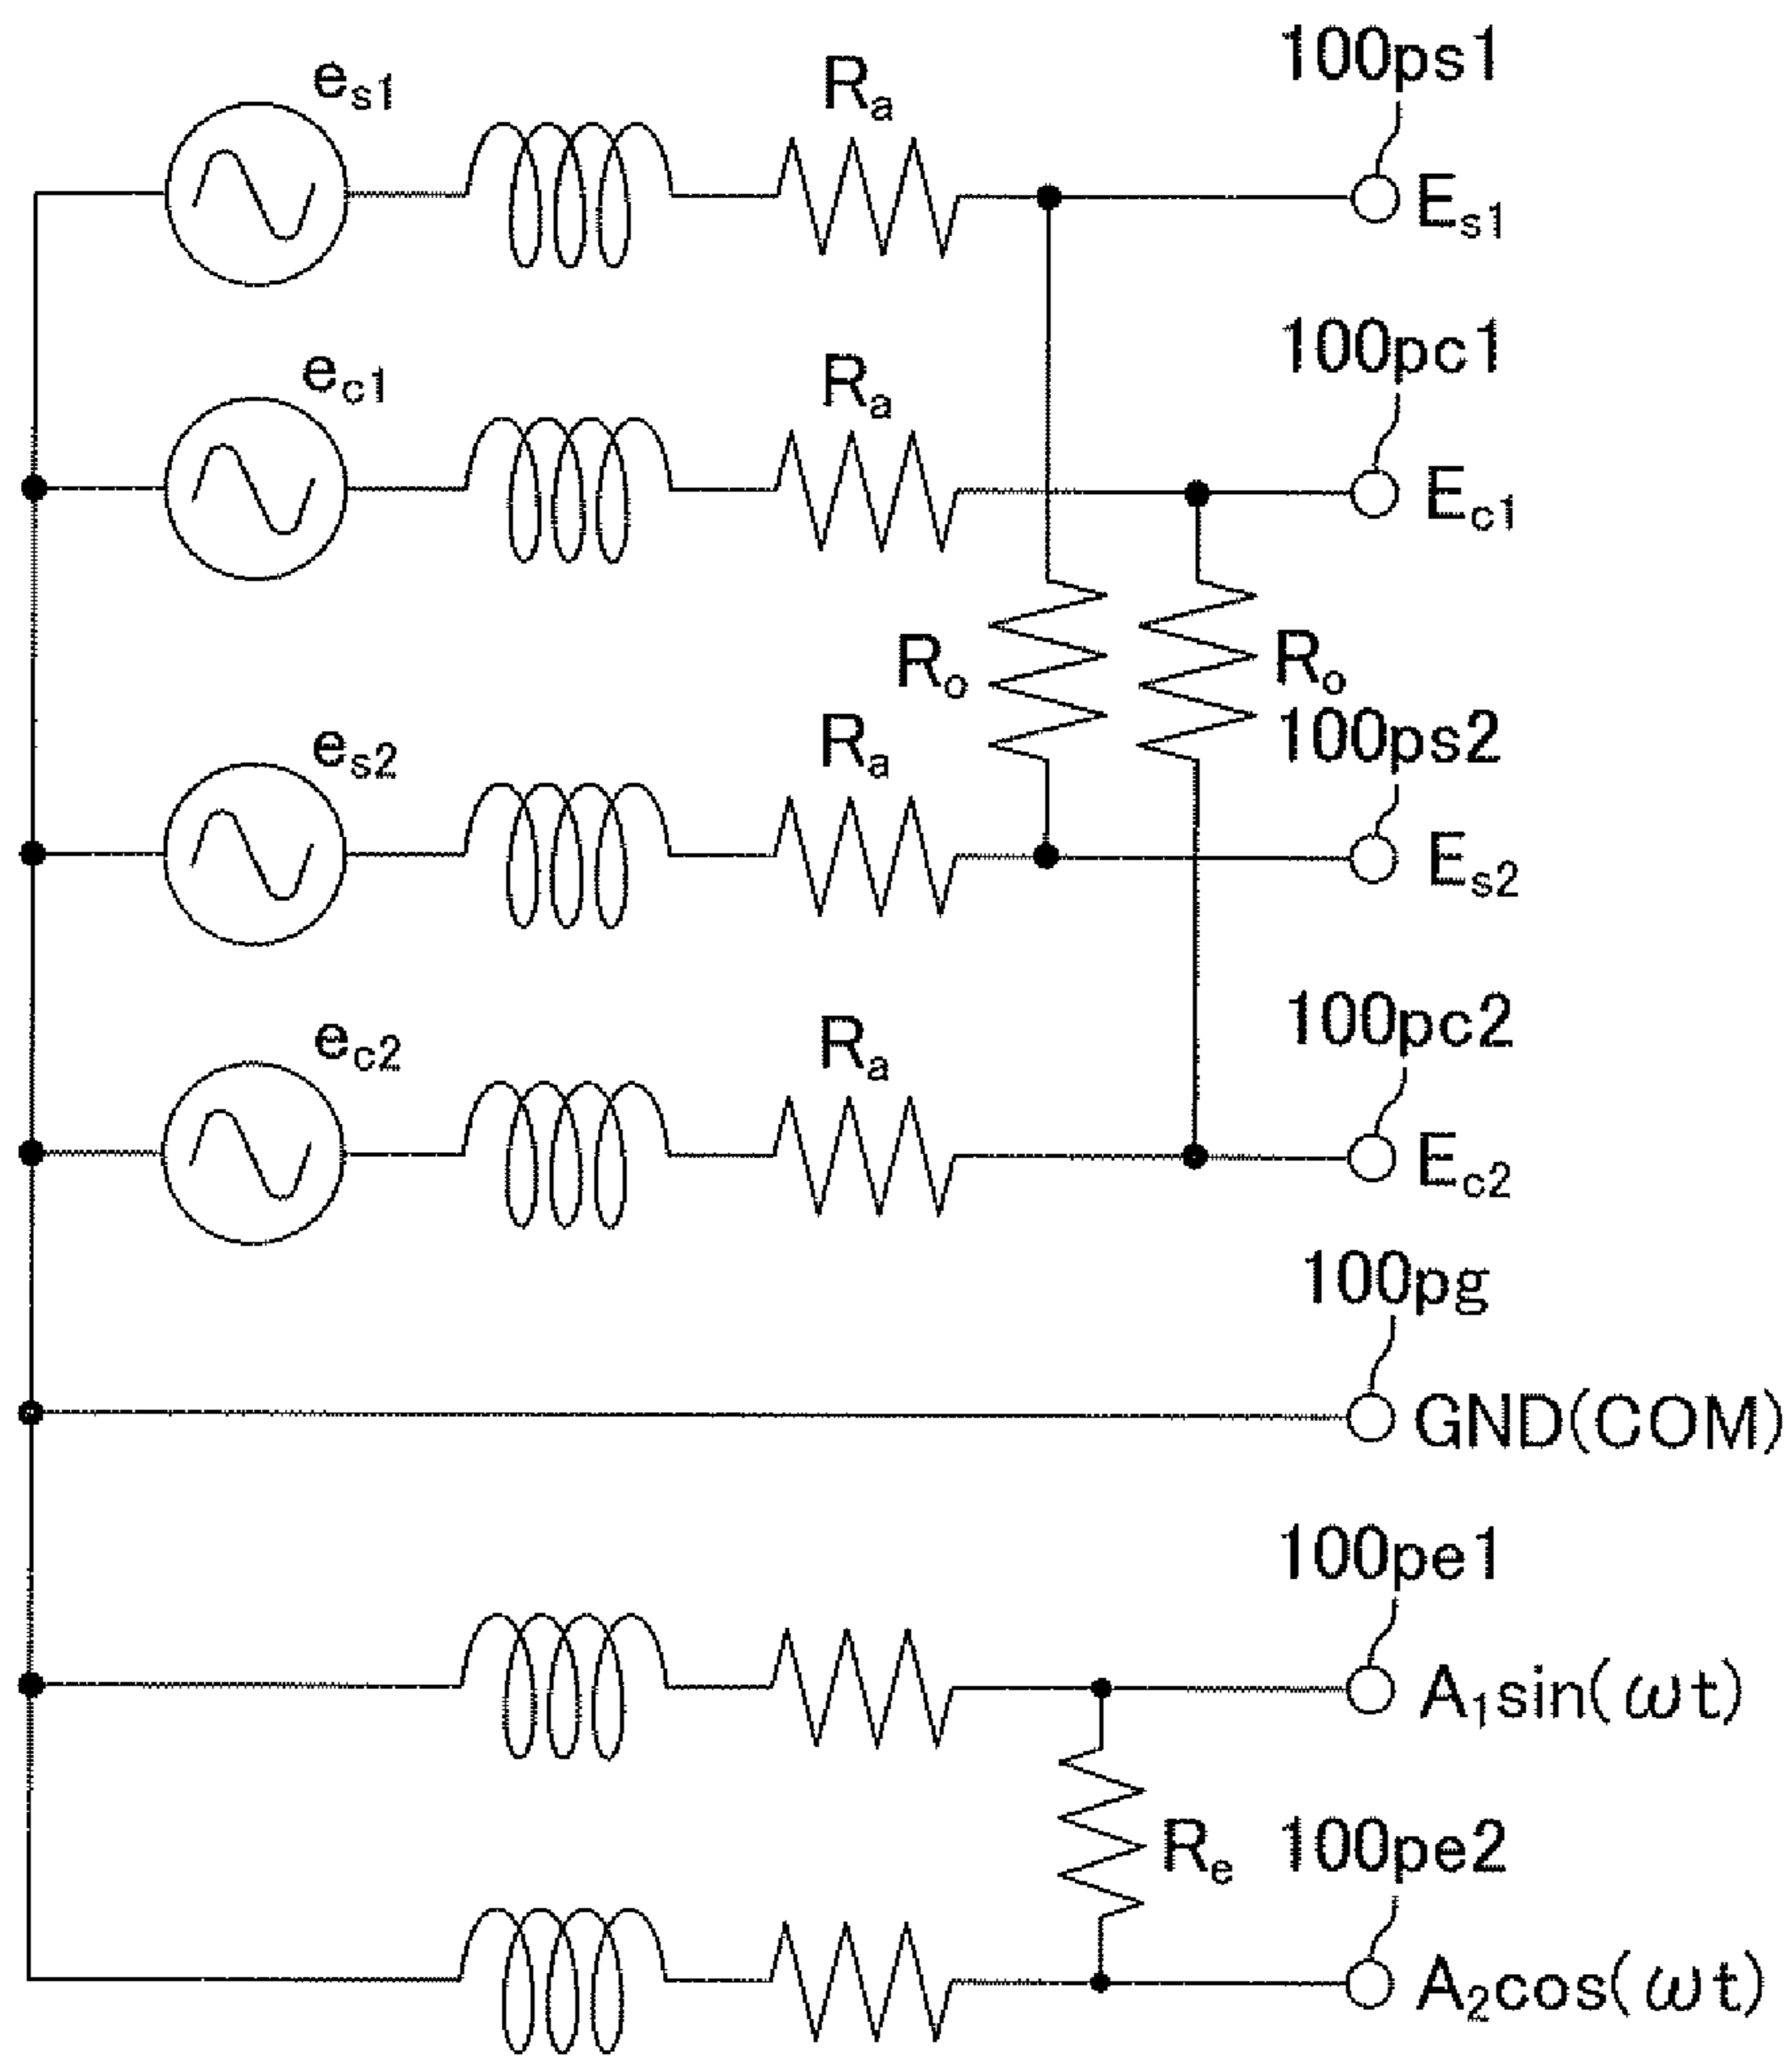 100ps1
e_s1
R_a
E_s1
100pc1
e_c1
R_a
E_c1
R_o
R_o
100ps2
e_s2
R_a
E_s2
100pc2
e_c2
R_a
E_c2
100pg
GND(COM)
100pe1
A_1sin(ωt)
R_e
100pe2
A_2cos(ωt)